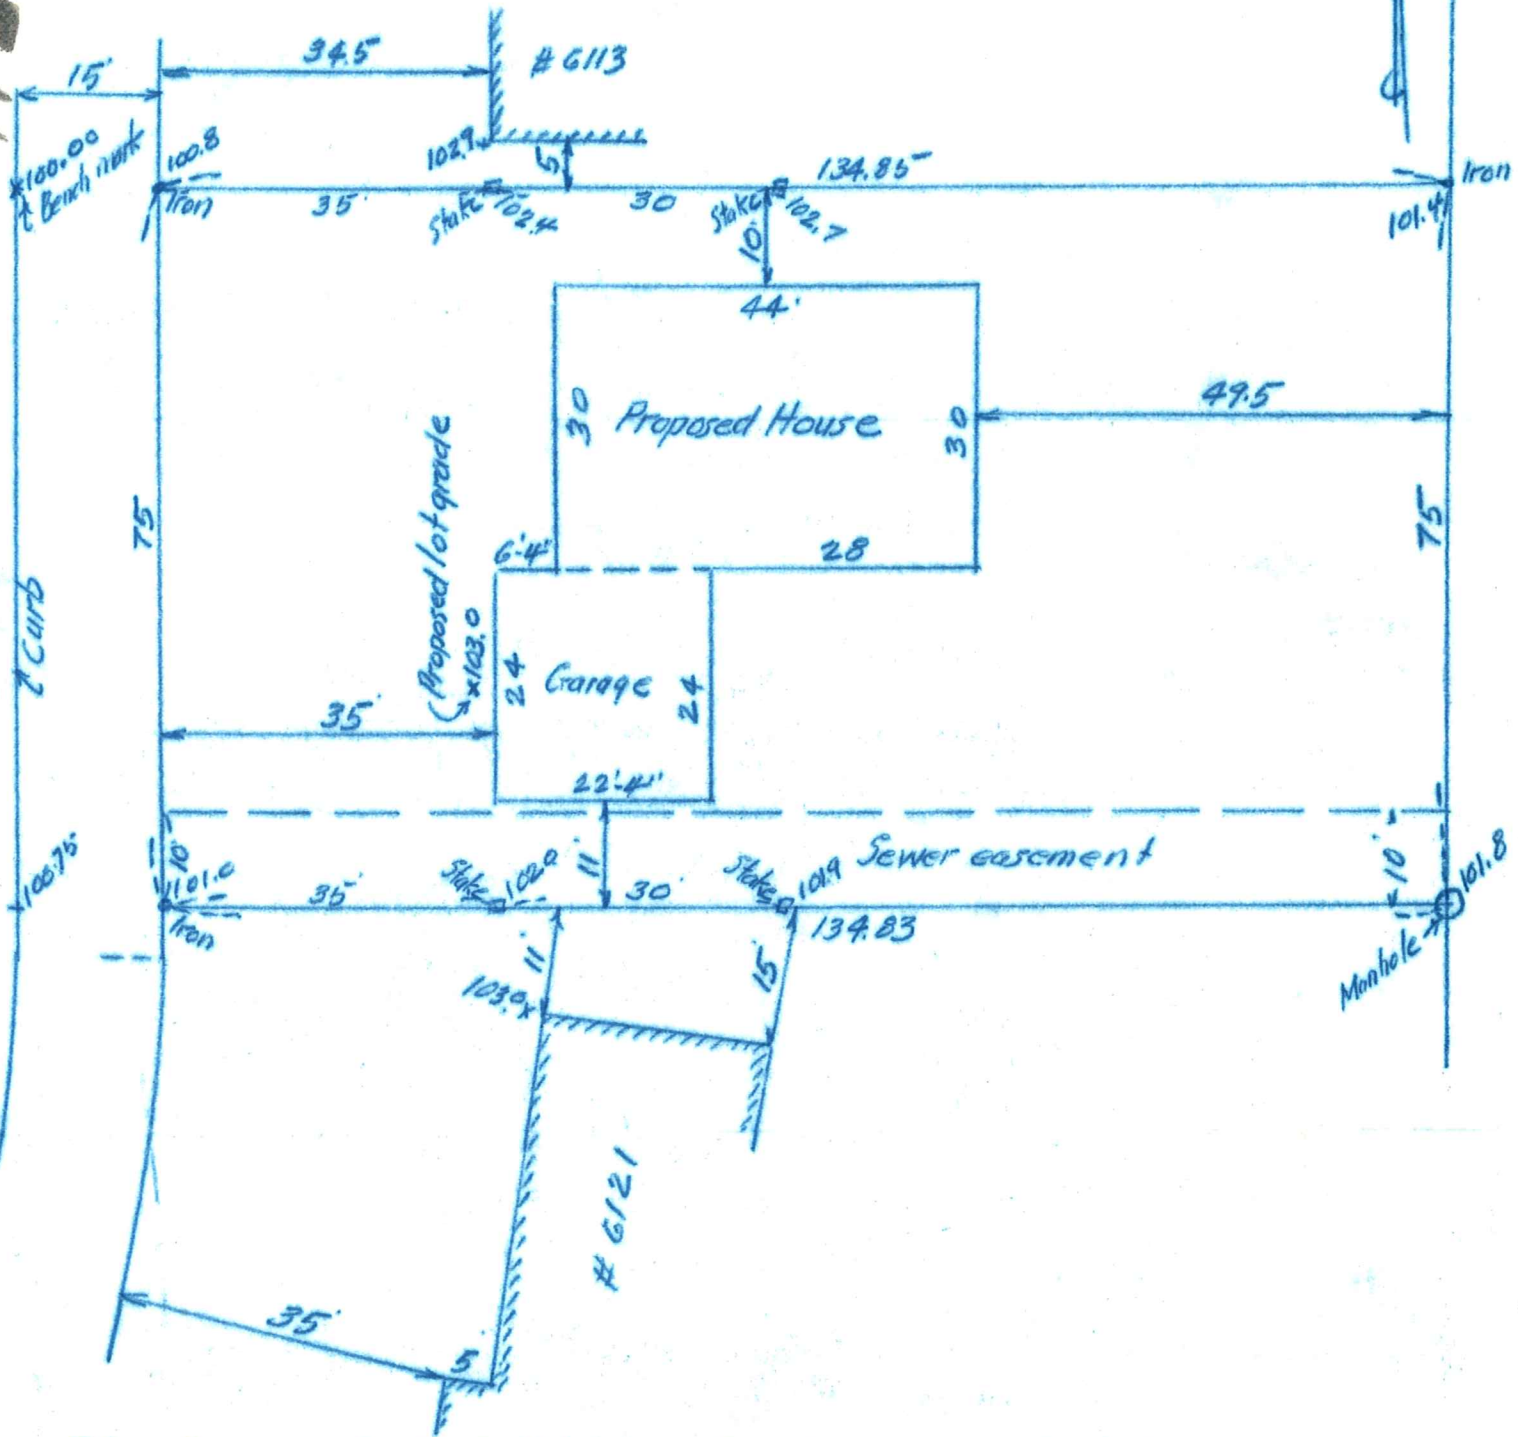 34.5
# 6113
15'
100.00
Bench mark
100.8
102.9
5
134.85
Iron
Iron
35'
Stake
102.4
30
Stake
102.7
10'
101.4
44'
30
Proposed House
30
49.5
75
75
Proposed lot grade
x103.0
6'-4"
28
Curb
24
Garage
24
35'
22'-4"
10'
101.0
Iron
100.75
35'
Stake
102.0
11'
30'
Stake
101.9
Sewer easement
10'
101.8
134.83
Manhole
11'
103.0x
15'
# 6121
35'
5'